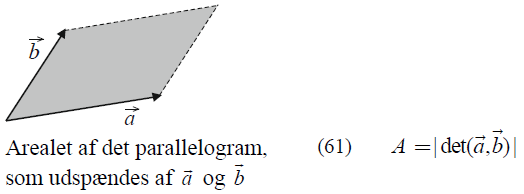 b⃗
a⃗
Arealet af det parallelogram, (61) A = | det(a⃗,b⃗) |
som udspændes af a⃗ og b⃗